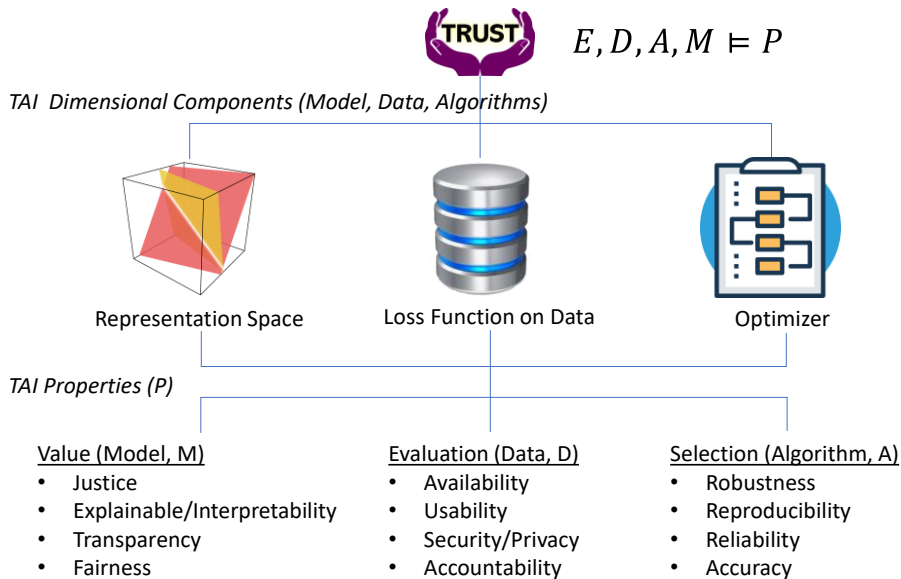 TRUST
E, D, A, M ⊨ P
TAI Dimensional Components (Model, Data, Algorithms)
Representation Space
Loss Function on Data
Optimizer
TAI Properties (P)
Value (Model, M)
• Justice
• Explainable/Interpretability
• Transparency
• Fairness
Evaluation (Data, D)
• Availability
• Usability
• Security/Privacy
• Accountability
Selection (Algorithm, A)
• Robustness
• Reproducibility
• Reliability
• Accuracy